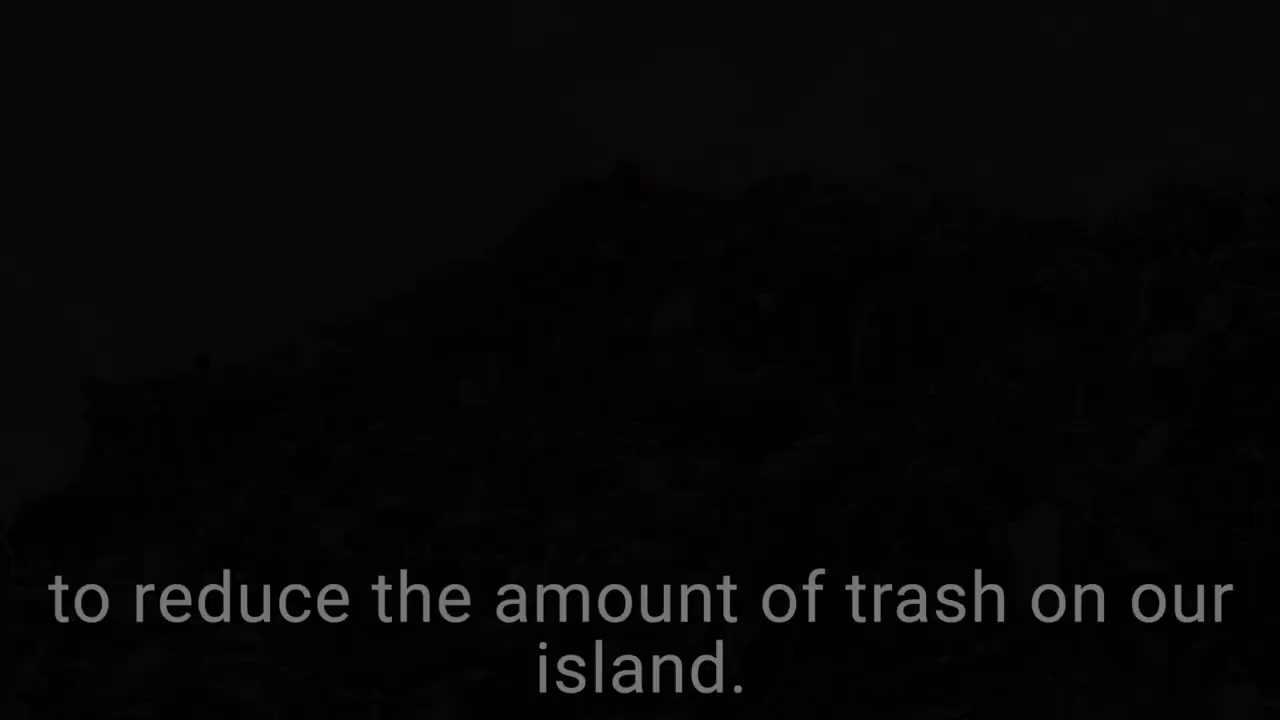 to reduce the amount of trash on our
island.